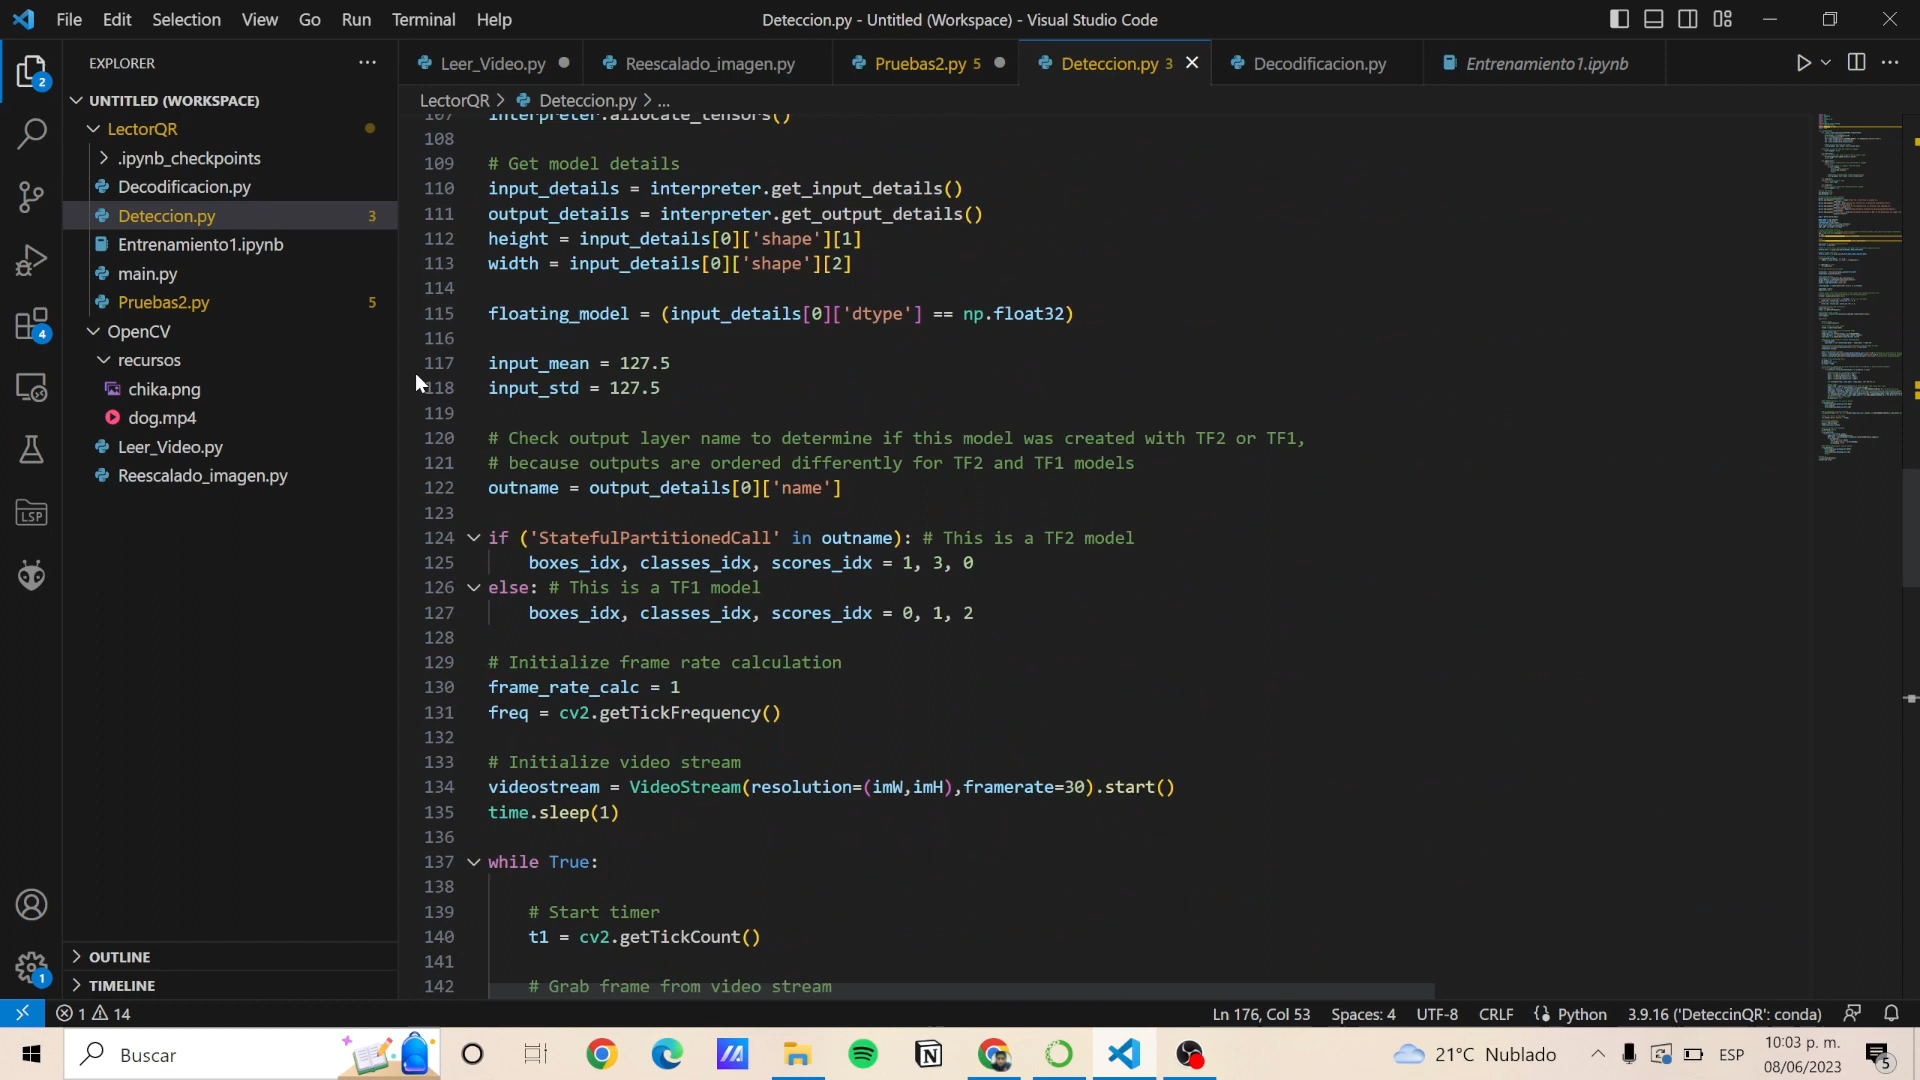 File Edit Selection View Go Run Terminal Help
Deteccion.py - Untitled (Workspace) - Visual Studio Code
EXPLORER
Leer_Video.py
Reescalado_imagen.py
Pruebas2.py 5
Deteccion.py 3
Decodificacion.py
Entrenamiento1.ipynb
2
UNTITLED (WORKSPACE)
LectorQR
.ipynb_checkpoints
Decodificacion.py
Deteccion.py 3
Entrenamiento1.ipynb
main.py
Pruebas2.py 5
OpenCV
recursos
chika.png
dog.mp4
Leer_Video.py
Reescalado_imagen.py
4
LSP
OUTLINE
TIMELINE
1
LectorQR > Deteccion.py > ...
107 interpreter.allocate_tensors()
108
109 # Get model details
110 input_details = interpreter.get_input_details()
111 output_details = interpreter.get_output_details()
112 height = input_details[0]['shape'][1]
113 width = input_details[0]['shape'][2]
114
115 floating_model = (input_details[0]['dtype'] == np.float32)
116
117 input_mean = 127.5
118 input_std = 127.5
119
120 # Check output layer name to determine if this model was created with TF2 or TF1,
121 # because outputs are ordered differently for TF2 and TF1 models
122 outname = output_details[0]['name']
123
124 if ('StatefulPartitionedCall' in outname): # This is a TF2 model
125 boxes_idx, classes_idx, scores_idx = 1, 3, 0
126 else: # This is a TF1 model
127 boxes_idx, classes_idx, scores_idx = 0, 1, 2
128
129 # Initialize frame rate calculation
130 frame_rate_calc = 1
131 freq = cv2.getTickFrequency()
132
133 # Initialize video stream
134 videostream = VideoStream(resolution=(imW,imH),framerate=30).start()
135 time.sleep(1)
136
137 while True:
138
139 # Start timer
140 t1 = cv2.getTickCount()
141
142 # Grab frame from video stream
1 14
Ln 176, Col 53 Spaces: 4 UTF-8 CRLF Python 3.9.16 ('DeteccinQR': conda)
Buscar
21°C Nublado
ESP
10:03 p. m.
08/06/2023
5